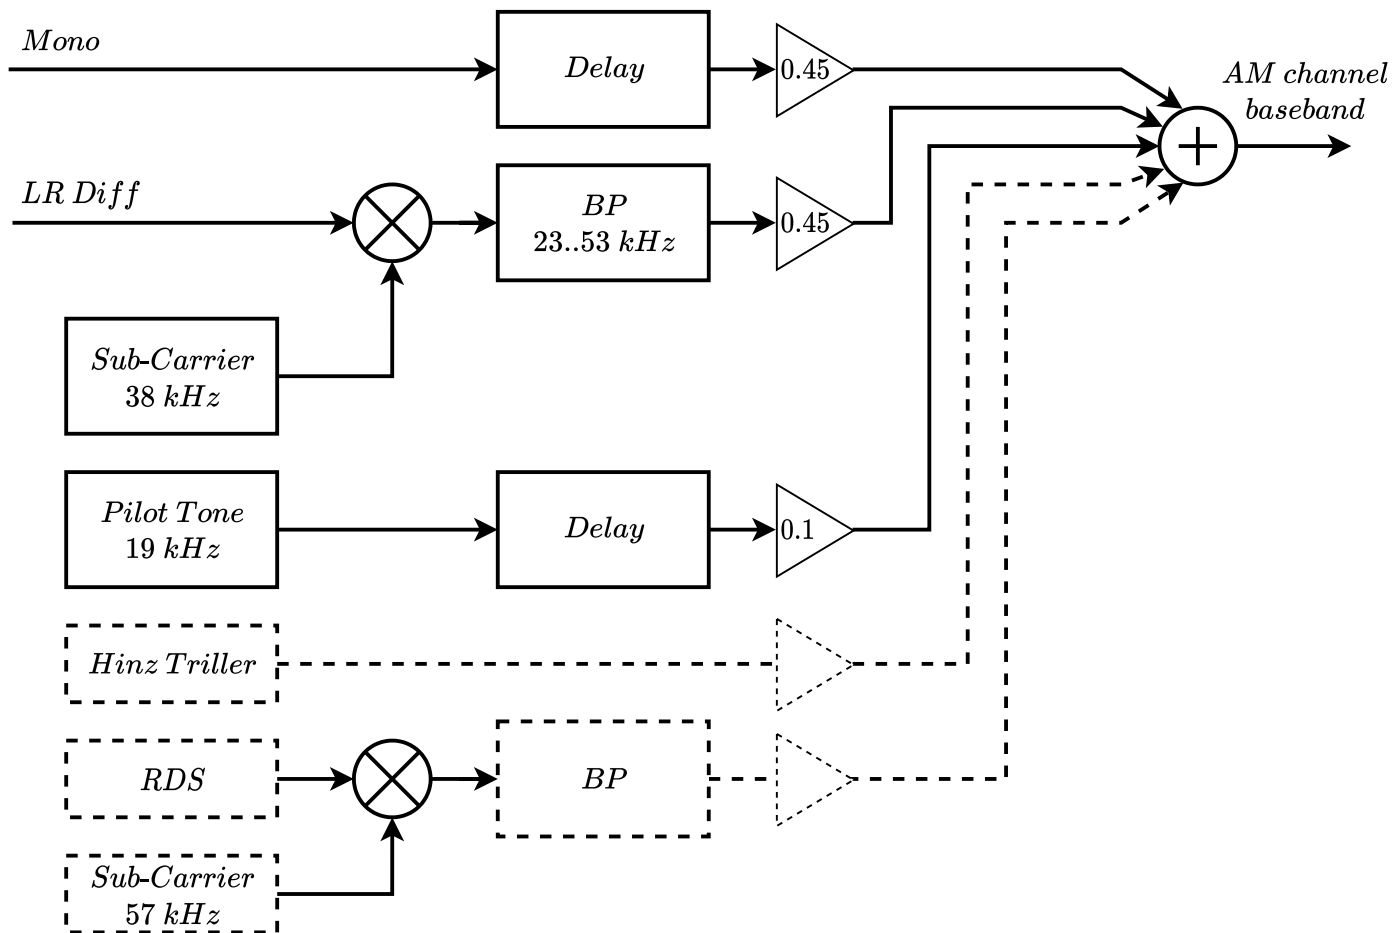 Mono
Delay
0.45
AM channel
baseband
LR Diff
BP
23..53 kHz
0.45
Sub-Carrier
38 kHz
Pilot Tone
19 kHz
Delay
0.1
Hinz Triller
RDS
BP
Sub-Carrier
57 kHz